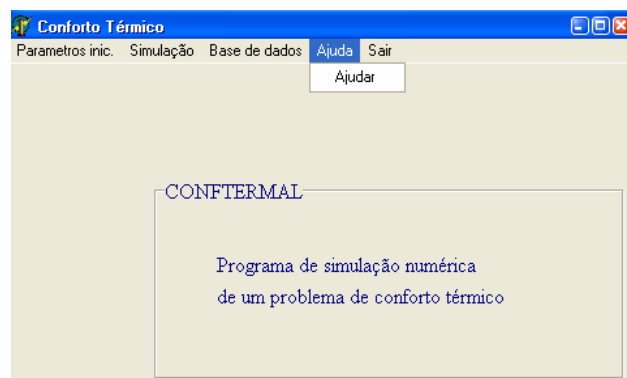 Conforto Térmico
Parametros inic. Simulação Base de dados Ajuda Sair
Ajudar
CONFTERMAL
Programa de simulação numérica
de um problema de conforto térmico